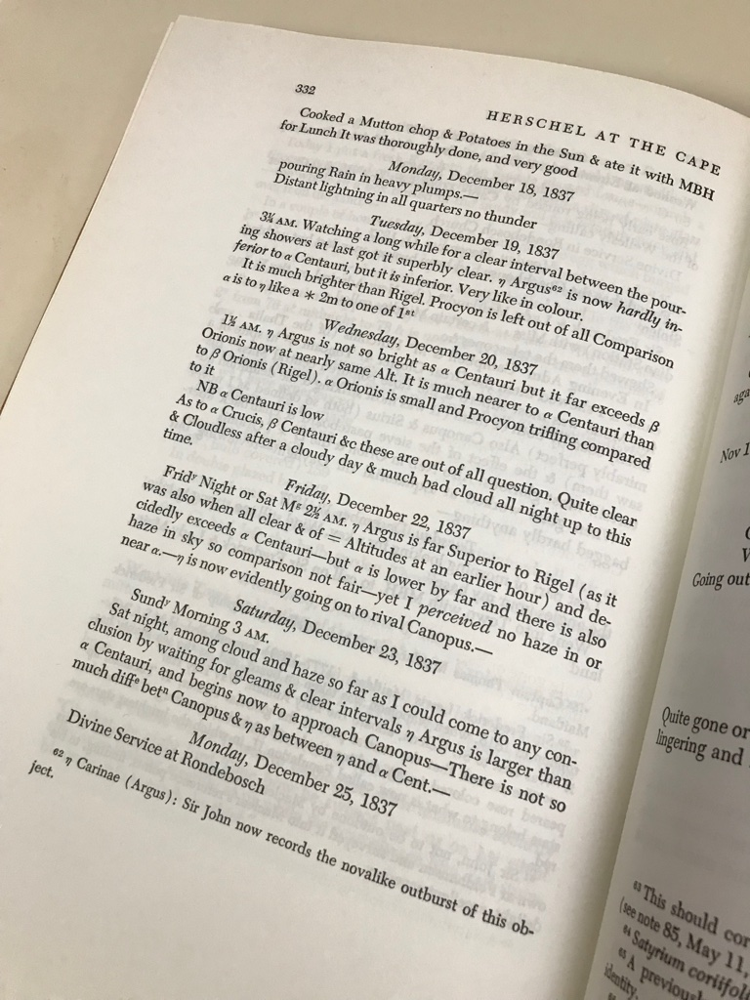 332
HERSCHEL AT THE CAPE
Cooked a Mutton chop & Potatoes in the Sun & ate it with MBH
for Lunch It was thoroughly done, and very good
Monday, December 18, 1837
pouring Rain in heavy plumps.—
Distant lightning in all quarters no thunder
Tuesday, December 19, 1837
3¼ AM. Watching a long while for a clear interval between the pour-
ing showers at last got it superbly clear. η Argus⁶² is now hardly in-
ferior to α Centauri, but it is inferior. Very like in colour.
It is much brighter than Rigel. Procyon is left out of all Comparison
α is to η like a * 2m to one of 1ˢᵗ
Wednesday, December 20, 1837
1½ AM. η Argus is not so bright as α Centauri but it far exceeds β
Orionis now at nearly same Alt. It is much nearer to α Centauri than
to β Orionis (Rigel). α Orionis is small and Procyon trifling compared
to it
NB α Centauri is low
As to α Crucis, β Centauri &c these are out of all question. Quite clear
& Cloudless after a cloudy day & much bad cloud all night up to this
time.
Friday, December 22, 1837
Fridʸ Night or Sat Mᵍ 2½ AM. η Argus is far Superior to Rigel (as it
was also when all clear & of = Altitudes at an earlier hour) and de-
cidedly exceeds α Centauri—but α is lower by far and there is also
haze in sky so comparison not fair—yet I perceived no haze in or
near α.—η is now evidently going on to rival Canopus.—
Saturday, December 23, 1837
Sundʸ Morning 3 AM.
Sat night, among cloud and haze so far as I could come to any con-
clusion by waiting for gleams & clear intervals η Argus is larger than
α Centauri, and begins now to approach Canopus—There is not so
much diffᵉ betⁿ Canopus & η as between η and α Cent.—
Monday, December 25, 1837
Divine Service at Rondebosch
⁶² η Carinae (Argus): Sir John now records the novalike outburst of this ob-
ject.
Nov 1
Going out
Quite gone or
lingering and
⁶³ This should cor
(see note 85, May 11,
⁶⁴ Satyrium coriifol
⁶⁵ A previousl
identity.